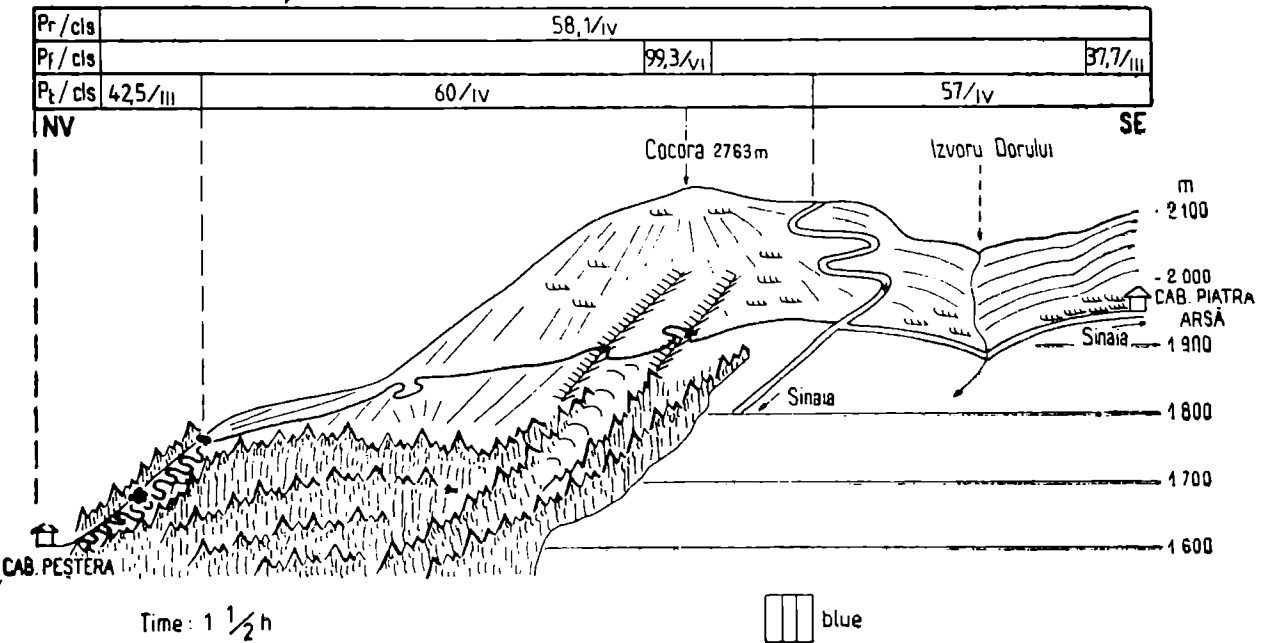 Pr/cls 58,1/IV
Pf/cls 99,3/VI 37,7/III
Pt/cls 42,5/III 60/IV 57/IV
NV SE
Cocora 2763m Izvoru Dorului
m
2100
2000
CAB. PIATRA
ARSĂ
Sinaia
1900
Sinaia
1800
1700
1600
CAB. PEȘTERA
Time: 1 1/2 h
blue